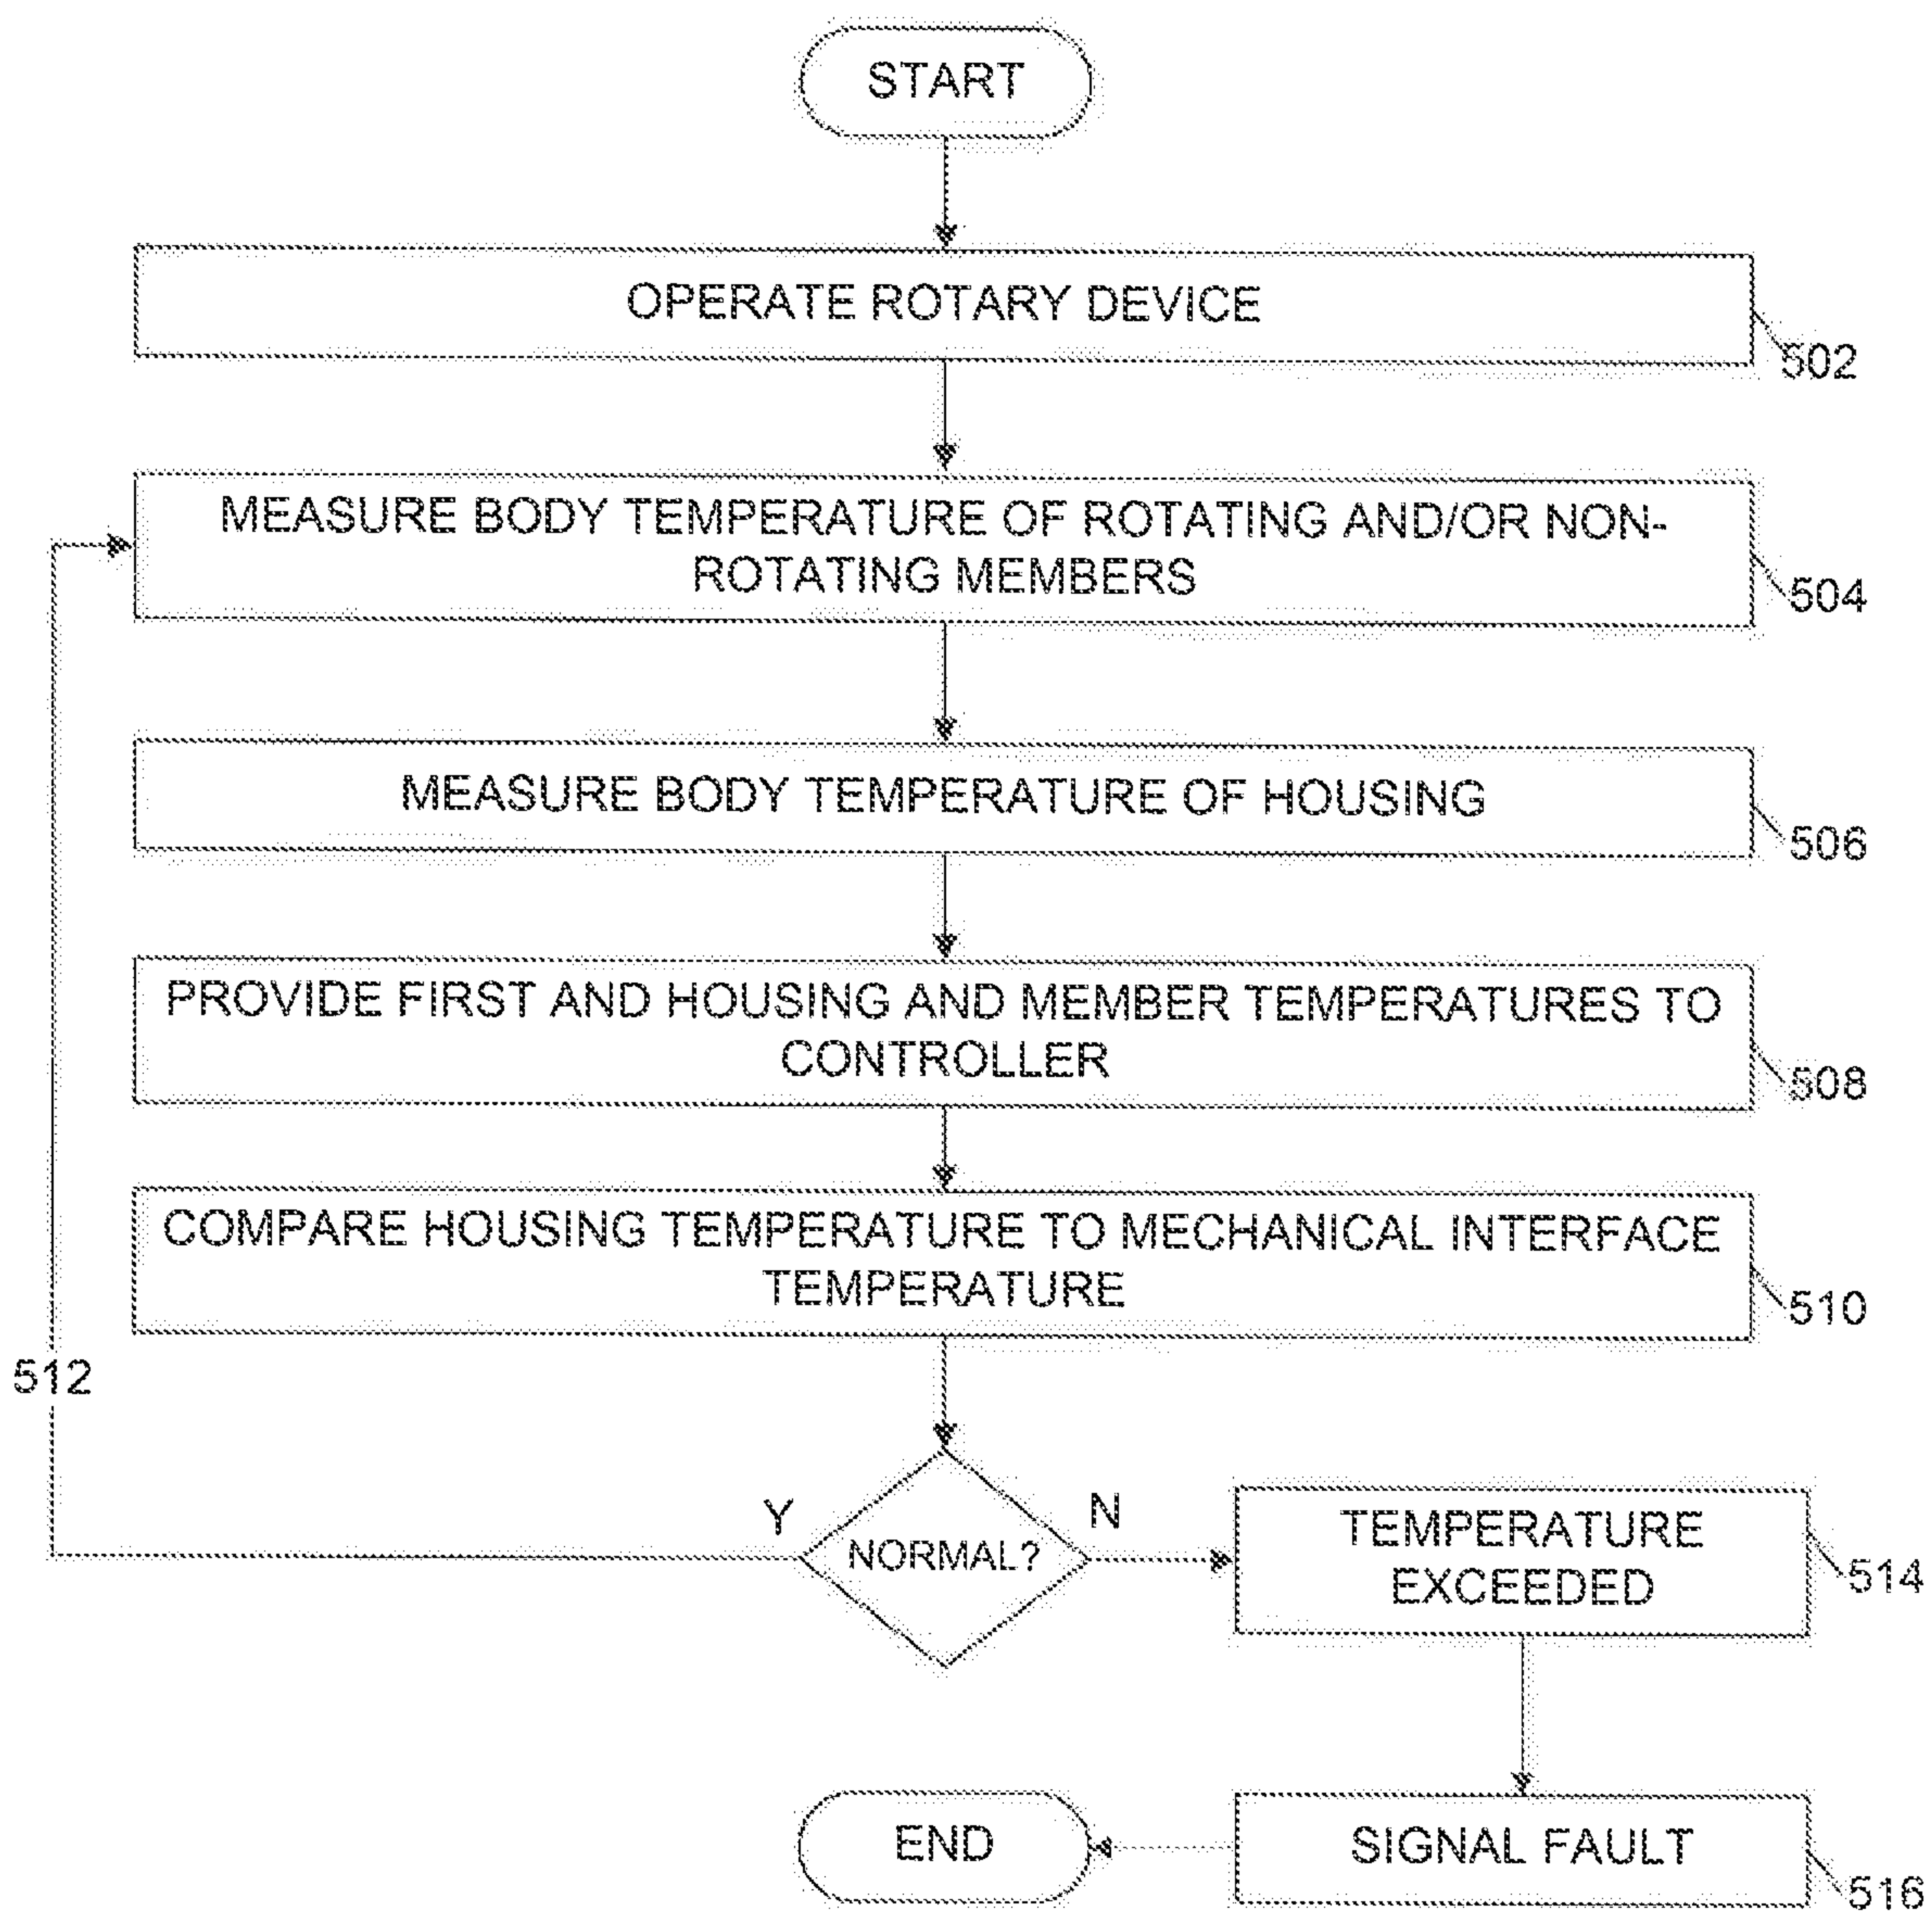 START
OPERATE ROTARY DEVICE
502
MEASURE BODY TEMPERATURE OF ROTATING AND/OR NON-
ROTATING MEMBERS
504
MEASURE BODY TEMPERATURE OF HOUSING
506
PROVIDE FIRST AND HOUSING AND MEMBER TEMPERATURES TO
CONTROLLER
508
COMPARE HOUSING TEMPERATURE TO MECHANICAL INTERFACE
TEMPERATURE
510
512
Y
NORMAL?
N
TEMPERATURE
EXCEEDED
514
END
SIGNAL FAULT
516